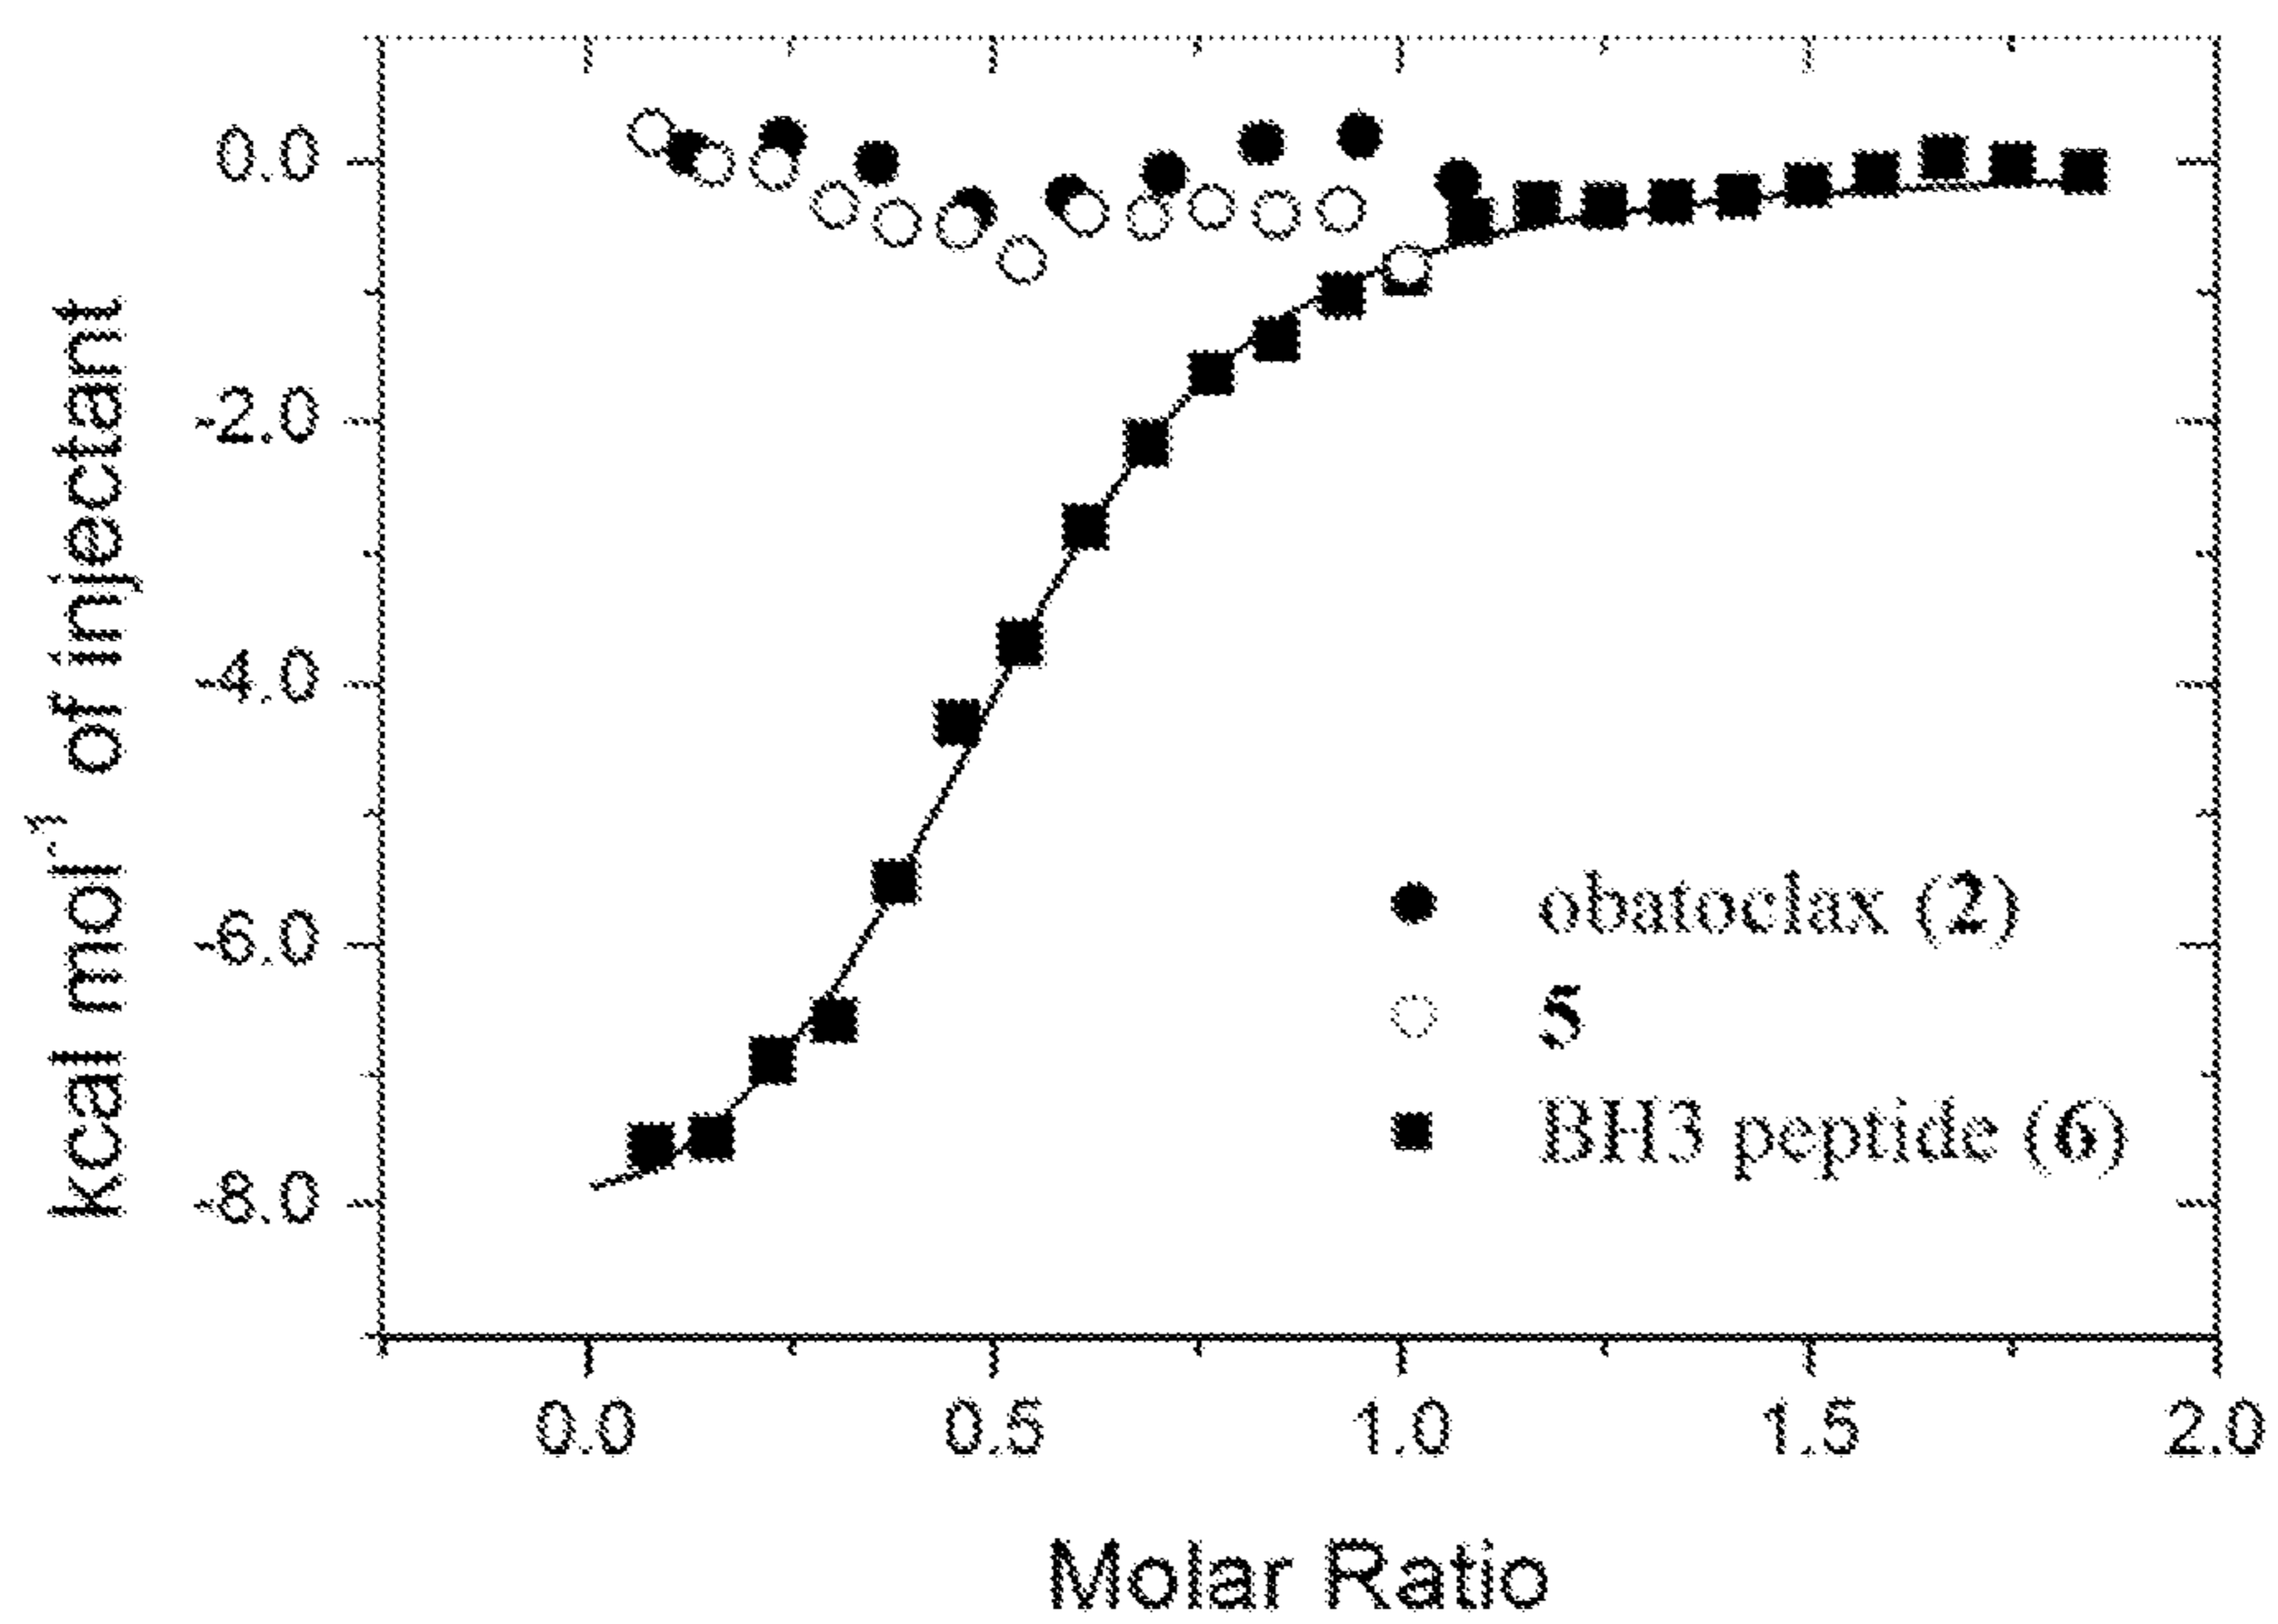 kcal mol⁻¹ of injectant
0.0
-2.0
-4.0
-6.0
-8.0
obatoclax (2)
5
BH3 peptide (6)
0.0 0.5 1.0 1.5 2.0
Molar Ratio